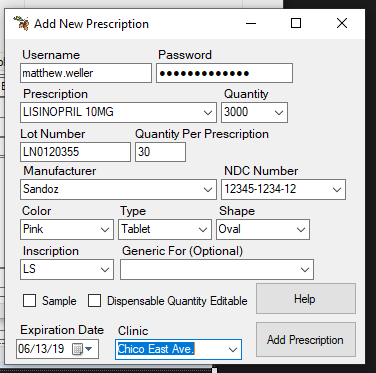 Add New Prescription
Username Password
matthew.weller ●●●●●●●●●●●●●
Prescription Quantity
LISINOPRIL 10MG 3000
Lot Number Quantity Per Prescription
LN0120355 30
Manufacturer NDC Number
Sandoz 12345-1234-12
Color Type Shape
Pink Tablet Oval
Inscription Generic For (Optional)
LS
Sample Dispensable Quantity Editable Help
Expiration Date Clinic
06/13/19 Chico East Ave. Add Prescription